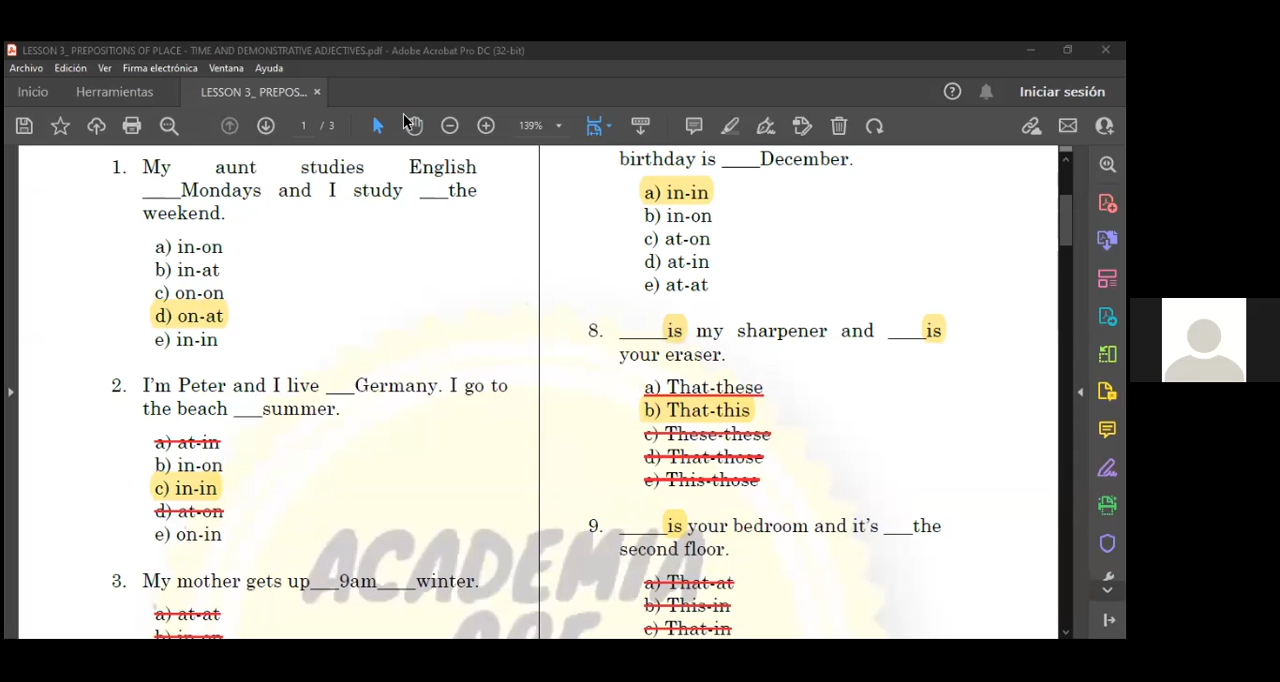 LESSON 3_ PREPOSITIONS OF PLACE - TIME AND DEMONSTRATIVE ADJECTIVES.pdf - Adobe Acrobat Pro DC (32-bit)
Archivo Edición Ver Firma electrónica Ventana Ayuda
Inicio Herramientas LESSON 3_ PREPOS... × Iniciar sesión
1 / 3 139%
1. My aunt studies English
____Mondays and I study ___the
weekend.
a) in-on
b) in-at
c) on-on
d) on-at
e) in-in
2. I'm Peter and I live ___Germany. I go to
the beach ___summer.
a) at-in
b) in-on
c) in-in
d) at-on
e) on-in
3. My mother gets up___9am____winter.
a) at-at
b) in-on
birthday is ____December.
a) in-in
b) in-on
c) at-on
d) at-in
e) at-at
8. _____is my sharpener and ____is
your eraser.
a) That-these
b) That-this
c) These-these
d) That-those
e) This-those
9. _____is your bedroom and it's ___the
second floor.
a) That-at
b) This-in
c) That-in
ACADEMIA